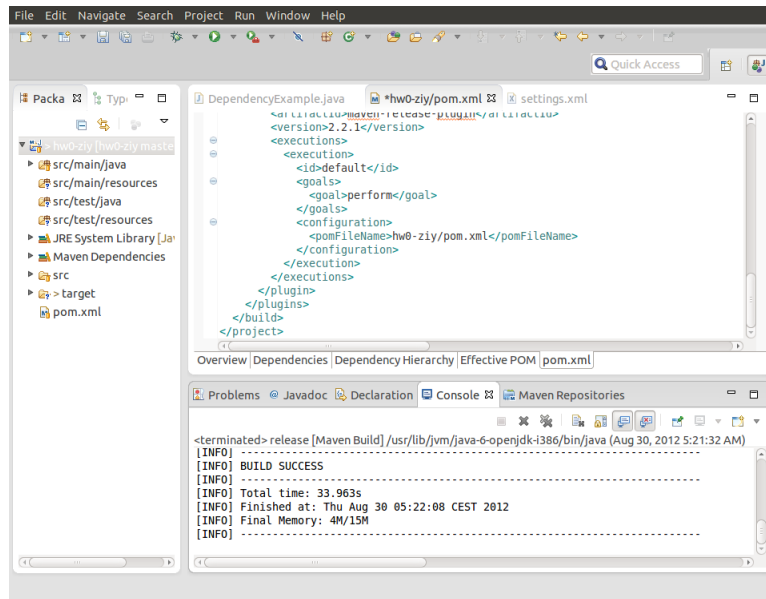 File Edit Navigate Search Project Run Window Help
Quick Access
Packa
Typ
> hw0-ziy [hw0-ziy maste
src/main/java
src/main/resources
src/test/java
src/test/resources
JRE System Library [Ja
Maven Dependencies
src
> target
pom.xml
DependencyExample.java *hw0-ziy/pom.xml settings.xml
<artifactId>maven-release-plugin</artifactId>
<version>2.2.1</version>
<executions>
<execution>
<id>default</id>
<goals>
<goal>perform</goal>
</goals>
<configuration>
<pomFileName>hw0-ziy/pom.xml</pomFileName>
</configuration>
</execution>
</executions>
</plugin>
</plugins>
</build>
</project>
Overview Dependencies Dependency Hierarchy Effective POM pom.xml
Problems @ Javadoc Declaration Console Maven Repositories
<terminated> release [Maven Build] /usr/lib/jvm/java-6-openjdk-i386/bin/java (Aug 30, 2012 5:21:32 AM)
[INFO] ------------------------------------------------------------------------
[INFO] BUILD SUCCESS
[INFO] ------------------------------------------------------------------------
[INFO] Total time: 33.963s
[INFO] Finished at: Thu Aug 30 05:22:08 CEST 2012
[INFO] Final Memory: 4M/15M
[INFO] ------------------------------------------------------------------------